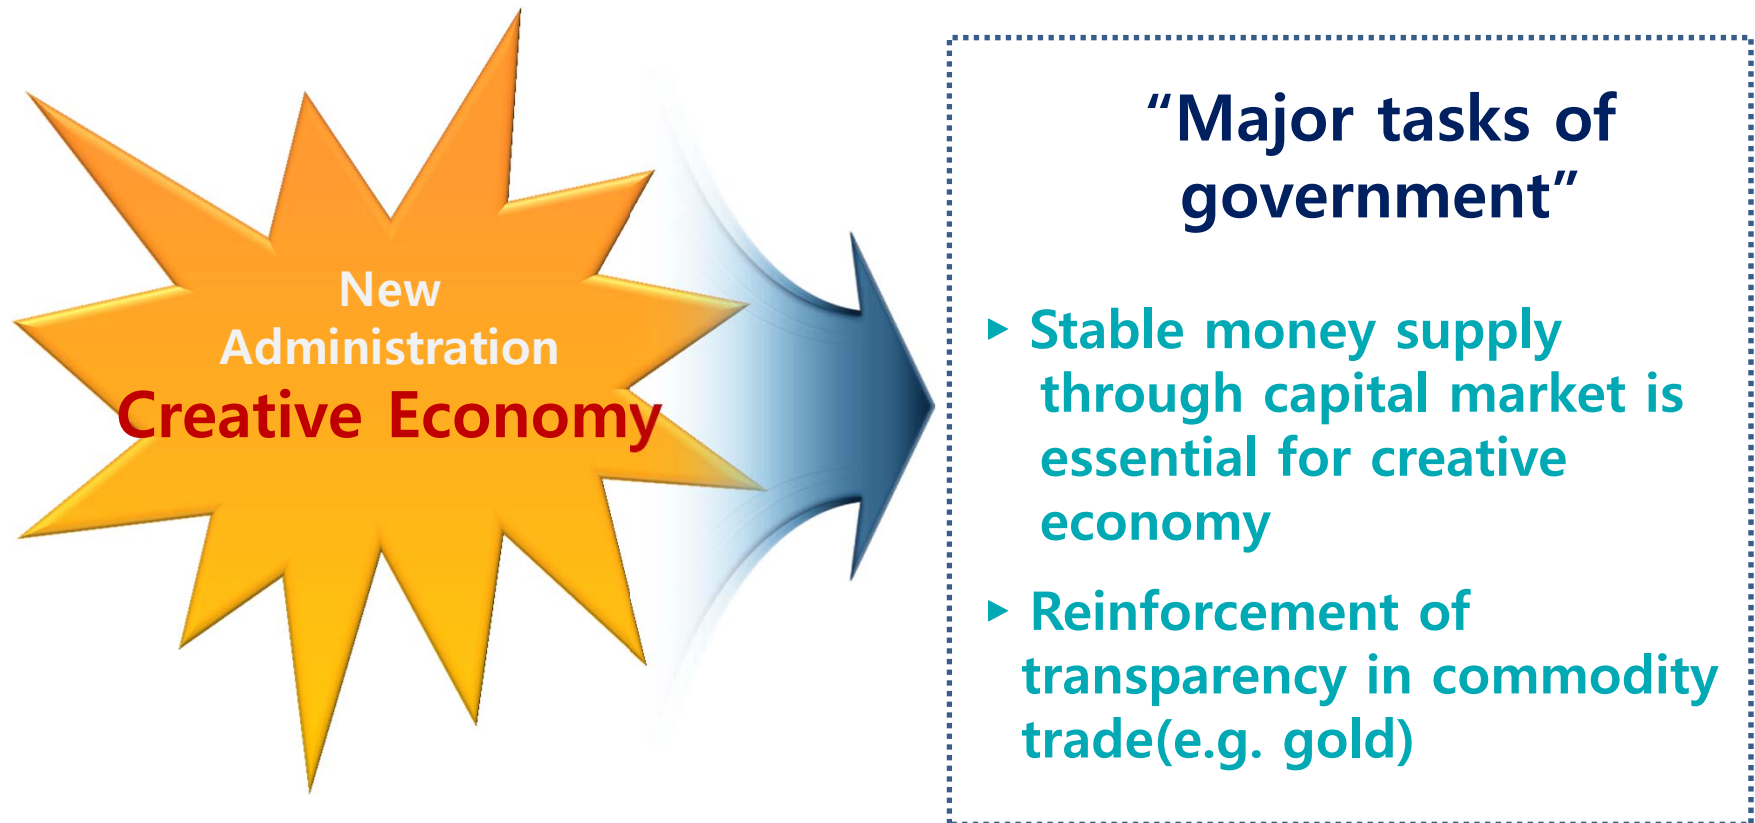 New
Administration
Creative Economy
“Major tasks of
government”
▸ Stable money supply
through capital market is
essential for creative
economy
▸ Reinforcement of
transparency in commodity
trade(e.g. gold)